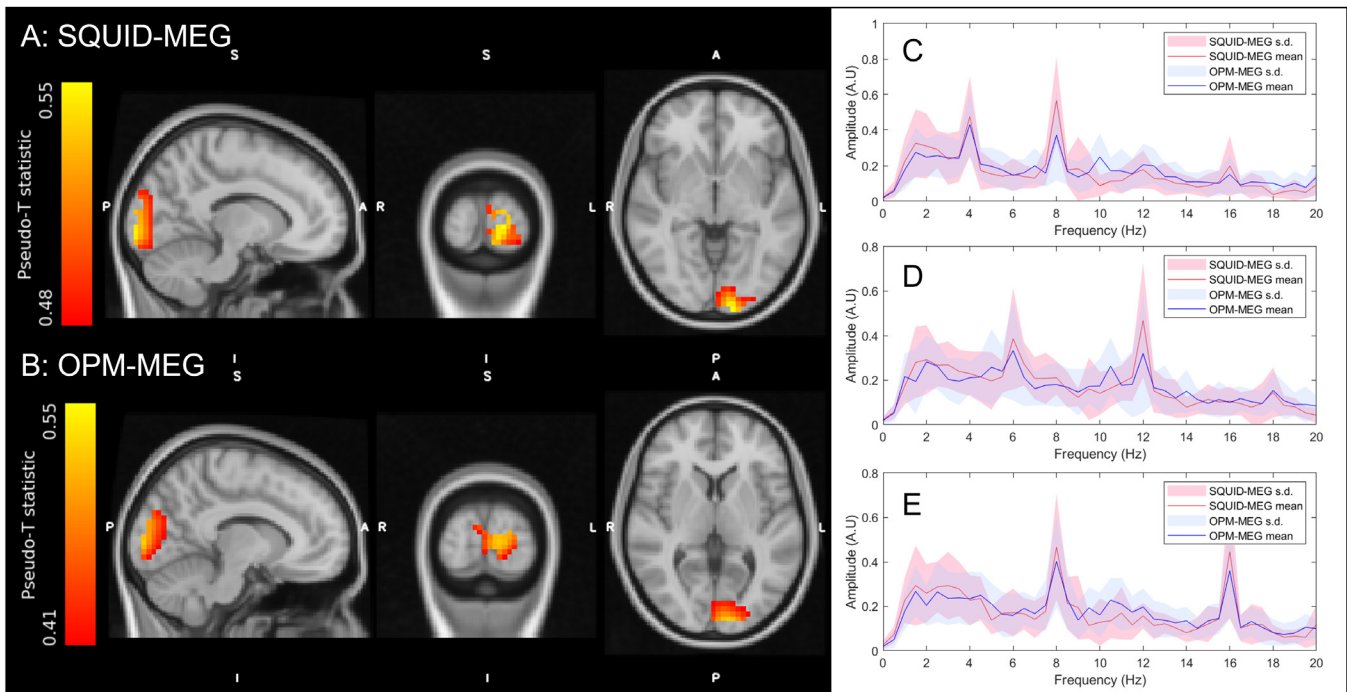 A: SQUID-MEG
S S A
0.55
Pseudo-T statistic
0.48
P A R L R L
I I P
B: OPM-MEG
S S A
0.55
Pseudo-T statistic
0.41
P A R L R L
I I P
C
SQUID-MEG s.d.
SQUID-MEG mean
OPM-MEG s.d.
OPM-MEG mean
Amplitude (A.U)
1
0.8
0.6
0.4
0.2
0
0 2 4 6 8 10 12 14 16 18 20
Frequency (Hz)
D
SQUID-MEG s.d.
SQUID-MEG mean
OPM-MEG s.d.
OPM-MEG mean
Amplitude (A.U)
0.8
0.6
0.4
0.2
0
0 2 4 6 8 10 12 14 16 18 20
Frequency (Hz)
E
SQUID-MEG s.d.
SQUID-MEG mean
OPM-MEG s.d.
OPM-MEG mean
Amplitude (A.U)
0.8
0.6
0.4
0.2
0
0 2 4 6 8 10 12 14 16 18 20
Frequency (Hz)